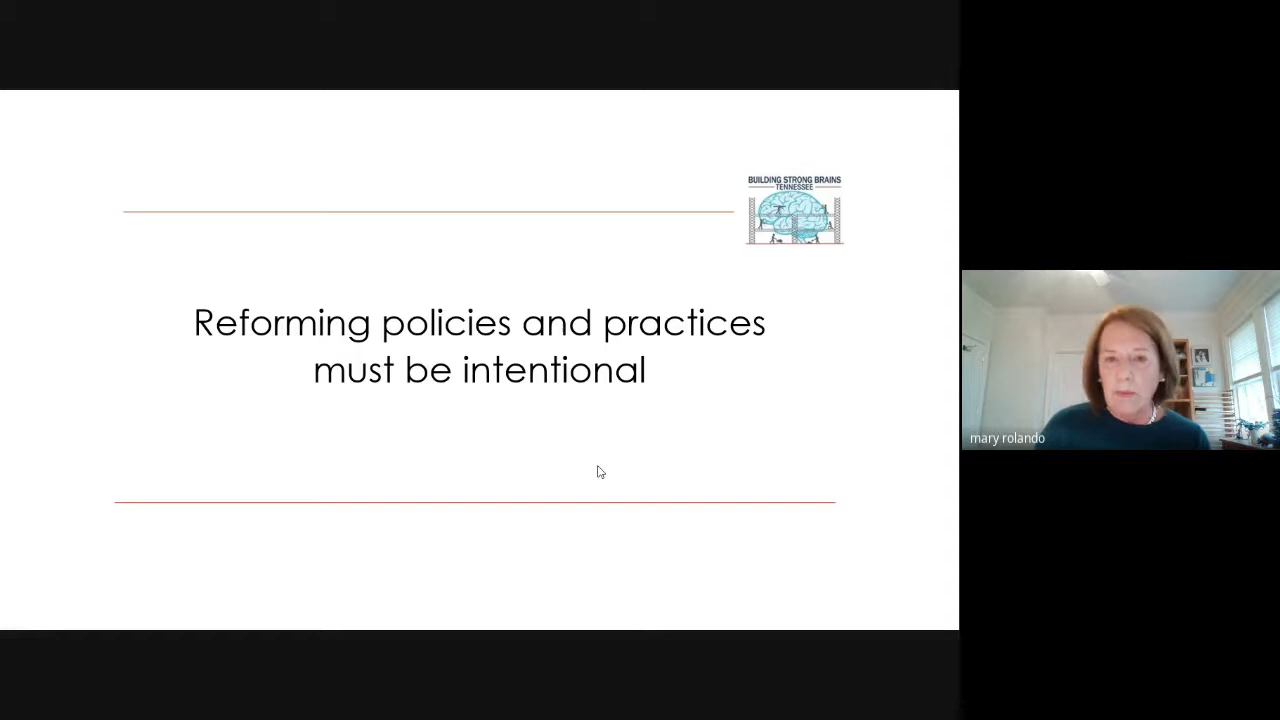 BUILDING STRONG BRAINS
TENNESSEE
Reforming policies and practices
must be intentional
mary rolando